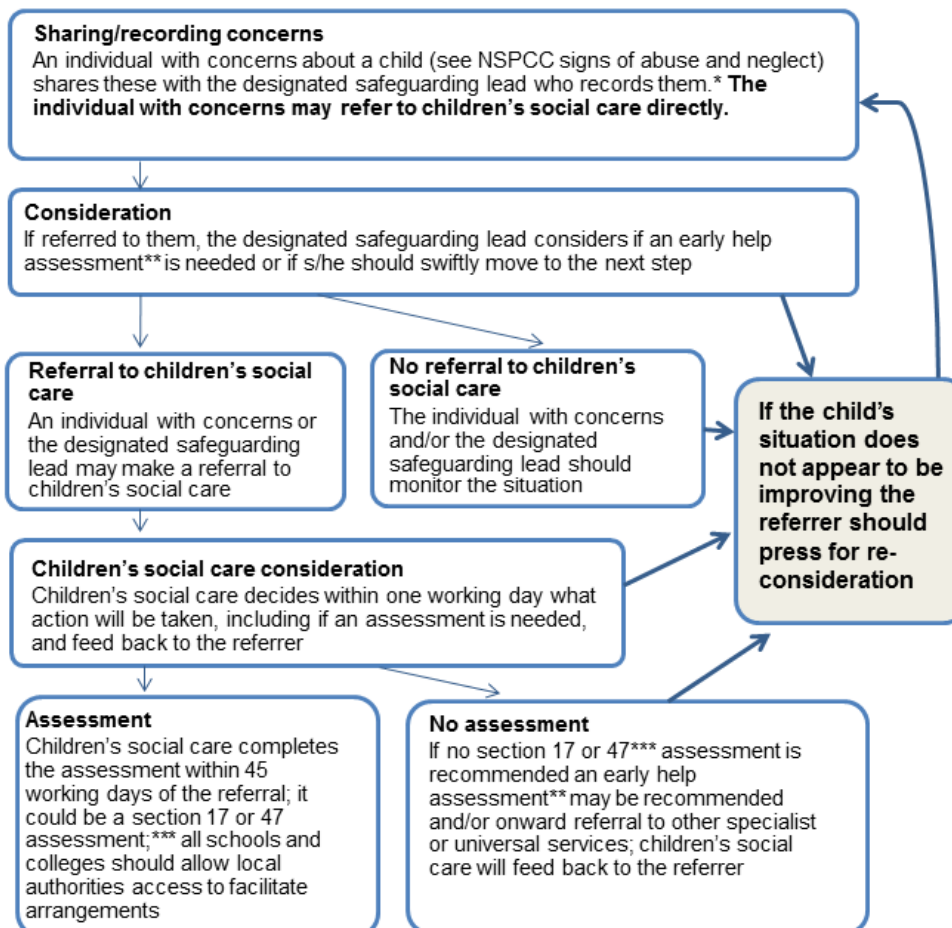 Sharing/recording concerns
An individual with concerns about a child (see NSPCC signs of abuse and neglect)
shares these with the designated safeguarding lead who records them.* The
individual with concerns may refer to children's social care directly.
Consideration
If referred to them, the designated safeguarding lead considers if an early help
assessment** is needed or if s/he should swiftly move to the next step
Referral to children's social
care
An individual with concerns or
the designated safeguarding
lead may make a referral to
children's social care
No referral to children's
social care
The individual with concerns
and/or the designated
safeguarding lead should
monitor the situation
If the child's
situation does
not appear to be
improving the
referrer should
press for re-
consideration
Children's social care consideration
Children's social care decides within one working day what
action will be taken, including if an assessment is needed,
and feed back to the referrer
Assessment
Children's social care completes
the assessment within 45
working days of the referral; it
could be a section 17 or 47
assessment;*** all schools and
colleges should allow local
authorities access to facilitate
arrangements
No assessment
If no section 17 or 47*** assessment is
recommended an early help
assessment** may be recommended
and/or onward referral to other specialist
or universal services; children's social
care will feed back to the referrer